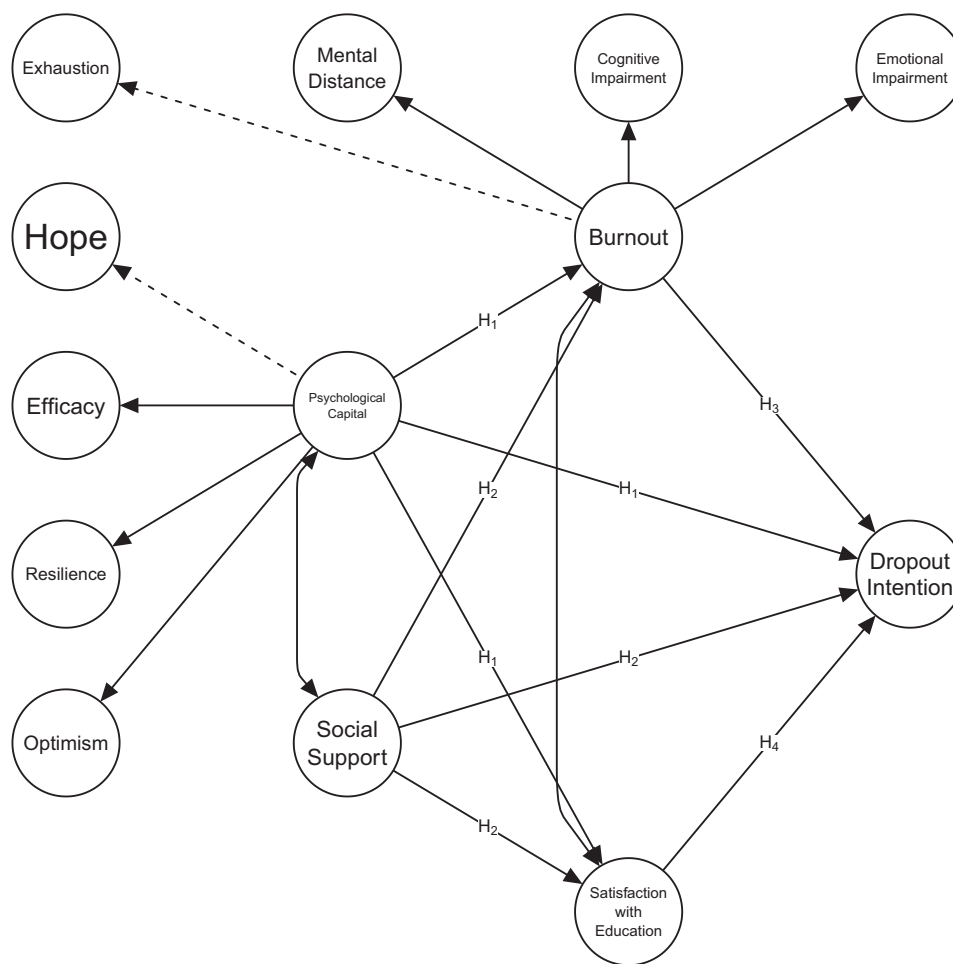 Exhaustion
Mental
Distance
Cognitive
Impairment
Emotional
Impairment
Hope
Burnout
H₁
Efficacy
Psychological
Capital
H₃
H₂
H₁
Resilience
Dropout
Intention
H₁
H₂
Optimism
Social
Support
H₄
H₂
Satisfaction
with
Education